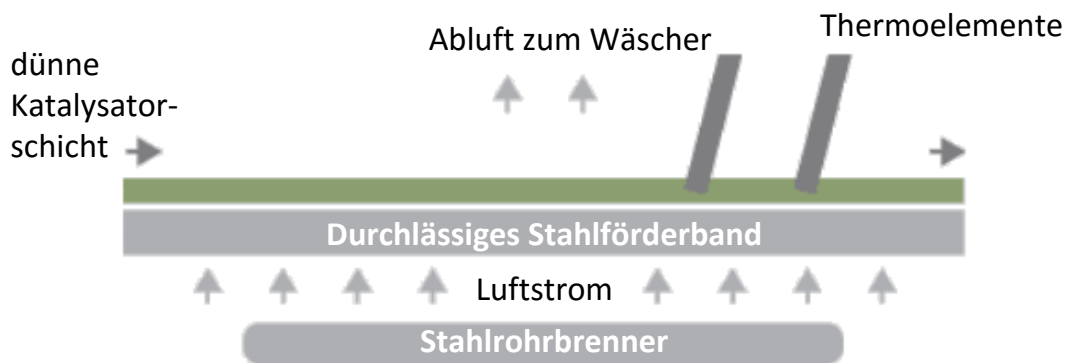 Thermoelemente
Abluft zum Wäscher
dünne
Katalysator-
schicht
Durchlässiges Stahlförderband
Luftstrom
Stahlrohrbrenner